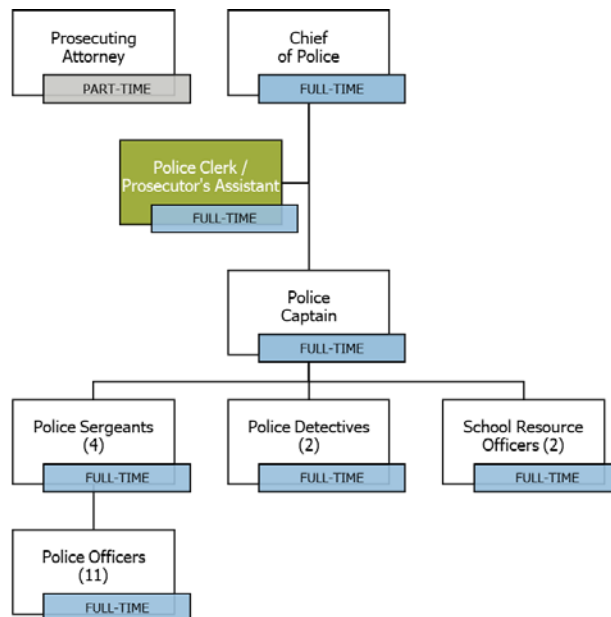 Prosecuting
Attorney
PART-TIME
Chief
of Police
FULL-TIME
Police Clerk /
Prosecutor's Assistant
FULL-TIME
Police
Captain
FULL-TIME
Police Sergeants
(4)
FULL-TIME
Police Detectives
(2)
FULL-TIME
School Resource
Officers (2)
FULL-TIME
Police Officers
(11)
FULL-TIME